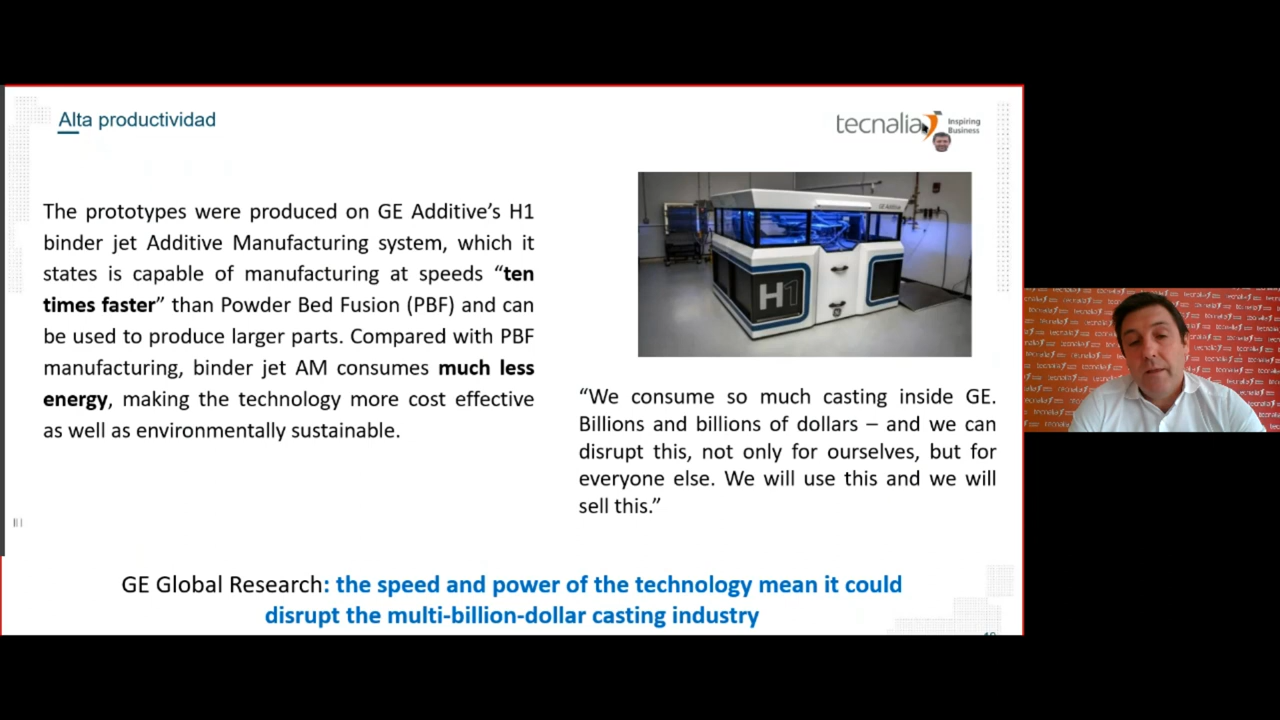 Alta productividad
tecnalia
Inspiring
Business
The prototypes were produced on GE Additive’s H1
binder jet Additive Manufacturing system, which it
states is capable of manufacturing at speeds “ten
times faster” than Powder Bed Fusion (PBF) and can
be used to produce larger parts. Compared with PBF
manufacturing, binder jet AM consumes much less
energy, making the technology more cost effective
as well as environmentally sustainable.
GE Additive
H1
“We consume so much casting inside GE.
Billions and billions of dollars – and we can
disrupt this, not only for ourselves, but for
everyone else. We will use this and we will
sell this.”
GE Global Research: the speed and power of the technology mean it could
disrupt the multi-billion-dollar casting industry